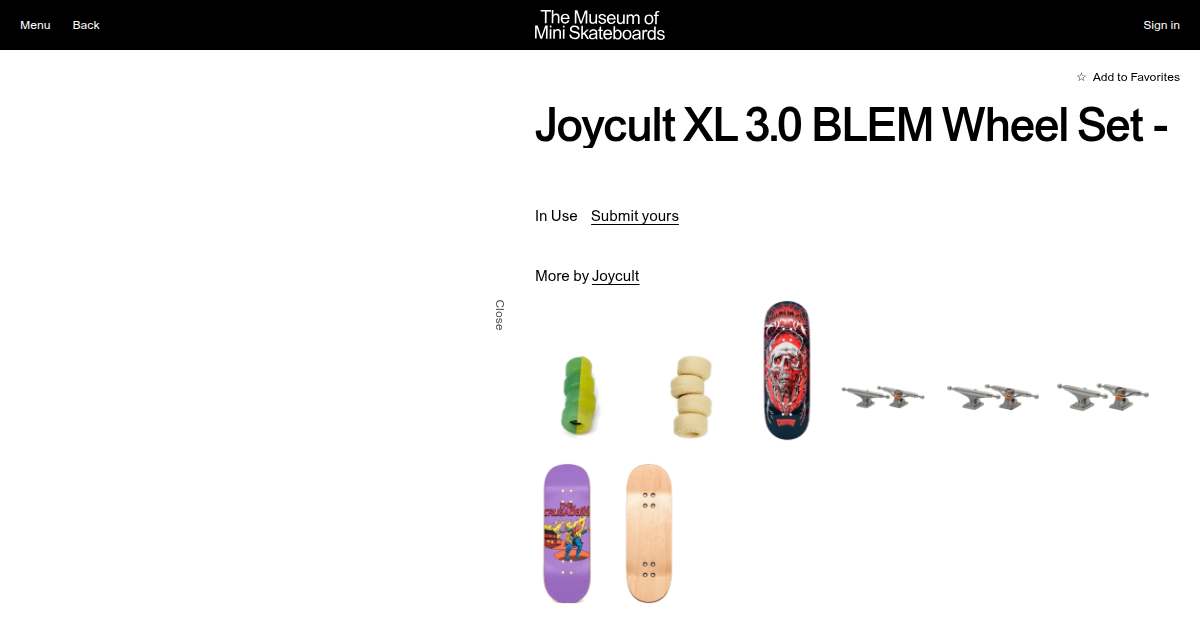 Menu
Back
The Museum of
Mini Skateboards
Sign in
☆ Add to Favorites
Joycult XL 3.0 BLEM Wheel Set -
In Use
Submit yours
More by Joycult
Close